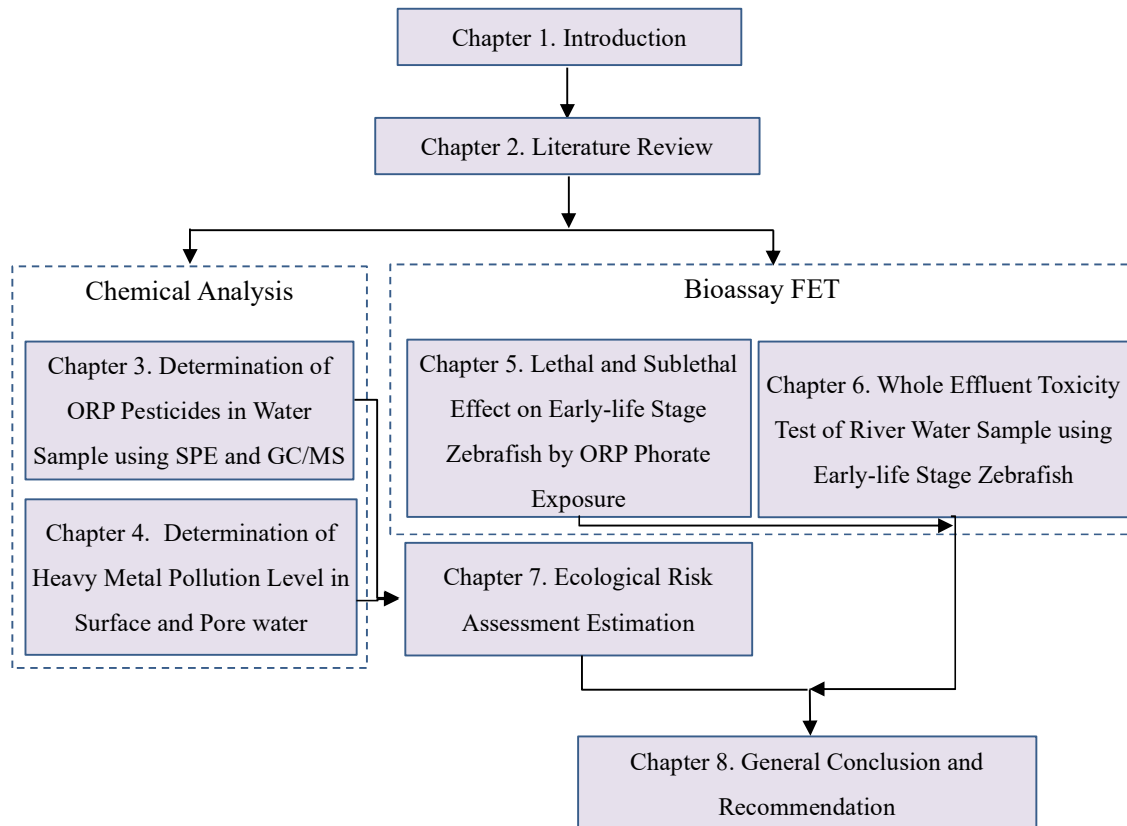 Chapter 1. Introduction
Chapter 2. Literature Review
Chemical Analysis
Chapter 3. Determination of
ORP Pesticides in Water
Sample using SPE and GC/MS
Chapter 4. Determination of
Heavy Metal Pollution Level in
Surface and Pore water
Bioassay FET
Chapter 5. Lethal and Sublethal
Effect on Early-life Stage
Zebrafish by ORP Phorate
Exposure
Chapter 6. Whole Effluent Toxicity
Test of River Water Sample using
Early-life Stage Zebrafish
Chapter 7. Ecological Risk
Assessment Estimation
Chapter 8. General Conclusion and
Recommendation